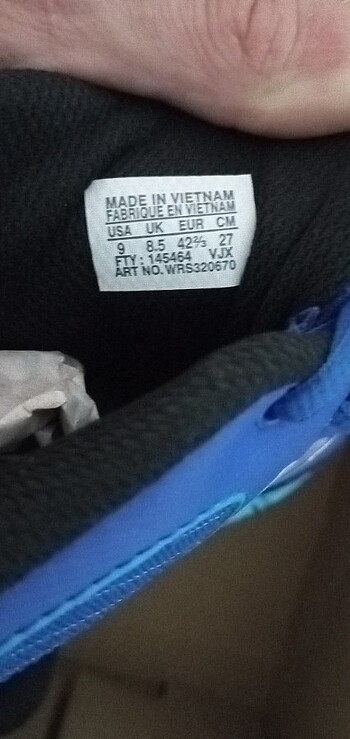 MADE IN VIETNAM
FABRIQUE EN VIETNAM
USA UK EUR CM
9 8.5 42⅔ 27
FTY: 145464 VJX
ART NO. WRS320670